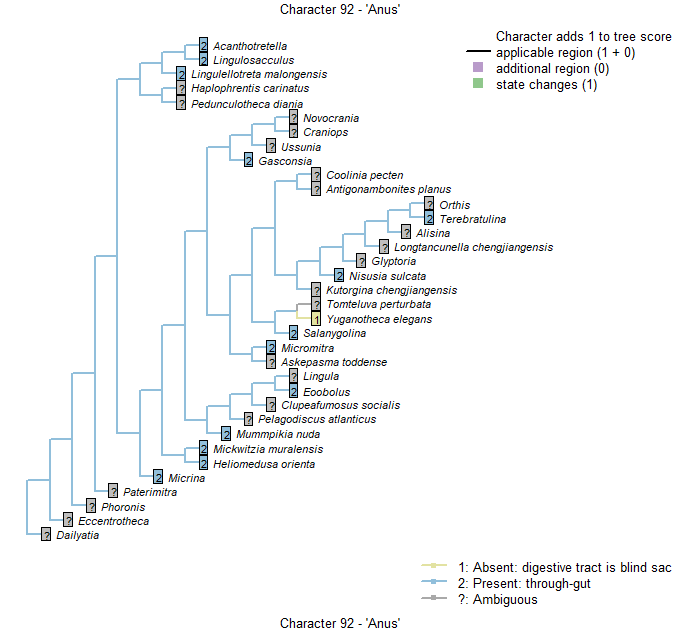 Character 92 - 'Anus'
Character adds 1 to tree score
applicable region (1 + 0)
additional region (0)
state changes (1)
2 Acanthotretella
2 Lingulosacculus
2 Lingulellotreta malongensis
? Haplophrentis carinatus
? Pedunculotheca diania
? Novocrania
? Craniops
? Ussunia
2 Gasconsia
? Coolinia pecten
? Antigonambonites planus
? Orthis
2 Terebratulina
? Alisina
? Longtancunella chengjiangensis
? Glyptoria
2 Nisusia sulcata
? Kutorgina chengjiangensis
? Tomteluva perturbata
1 Yuganotheca elegans
2 Salanygolina
2 Micromitra
? Askepasma toddense
? Lingula
2 Eoobolus
? Clupeafumosus socialis
? Pelagodiscus atlanticus
2 Mummpikia nuda
2 Mickwitzia muralensis
2 Heliomedusa orienta
2 Micrina
? Paterimitra
? Phoronis
? Eccentrotheca
? Dailyatia
1: Absent: digestive tract is blind sac
2: Present: through-gut
?: Ambiguous
Character 92 - 'Anus'